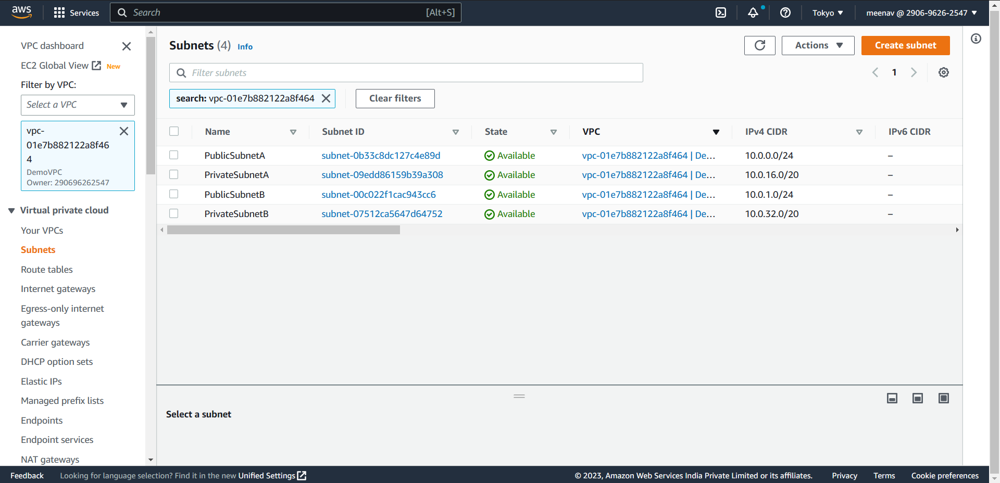 aws
Services
Search
[Alt+S]
Tokyo
meenav @ 2906-9626-2547
VPC dashboard
EC2 Global View
New
Filter by VPC:
Select a VPC
vpc-
01e7b882122a8f46
4
DemoVPC
Owner: 290696262547
Virtual private cloud
Your VPCs
Subnets
Route tables
Internet gateways
Egress-only internet
gateways
Carrier gateways
DHCP option sets
Elastic IPs
Managed prefix lists
Endpoints
Endpoint services
NAT gateways
Subnets (4) Info
Actions
Create subnet
Filter subnets
1
search: vpc-01e7b882122a8f464
Clear filters
Name Subnet ID State VPC IPv4 CIDR IPv6 CIDR
PublicSubnetA subnet-0b33c8dc127c4e89d Available vpc-01e7b882122a8f464 | De... 10.0.0.0/24 –
PrivateSubnetA subnet-09edd86159b39a308 Available vpc-01e7b882122a8f464 | De... 10.0.16.0/20 –
PublicSubnetB subnet-00c022f1cac943cc6 Available vpc-01e7b882122a8f464 | De... 10.0.1.0/24 –
PrivateSubnetB subnet-07512ca5647d64752 Available vpc-01e7b882122a8f464 | De... 10.0.32.0/20 –
Select a subnet
Feedback
Looking for language selection? Find it in the new Unified Settings
© 2023, Amazon Web Services India Private Limited or its affiliates.
Privacy
Terms
Cookie preferences